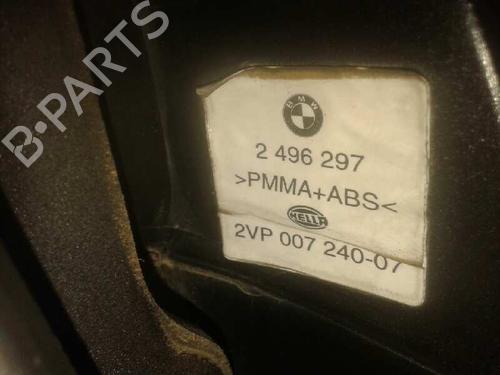 B-PARTS
BMW
2 496 297
>PMMA+ABS<
HELLA
2VP 007 240-07